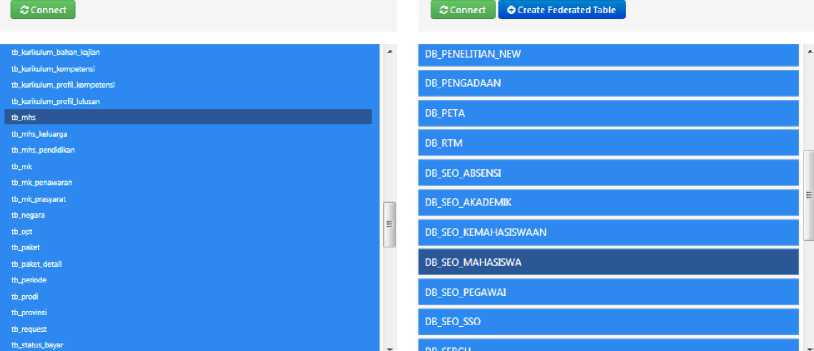 Connect
tb_kurikulum_bahan_kajian
tb_kurikulum_kompetensi
tb_kurikulum_profil_kompetensi
tb_kurikulum_profil_lulusan
tb_mhs
tb_mhs_keluarga
tb_mhs_pendidikan
tb_mk
tb_mk_penawaran
tb_mk_prasyarat
tb_negara
tb_opt
tb_paket
tb_paket_detail
tb_periode
tb_prodi
tb_provinsi
tb_request
tb_status_bayar
Connect Create Federated Table
DB_PENELITIAN_NEW
DB_PENGADAAN
DB_PETA
DB_RTM
DB_SEO_ABSENSI
DB_SEO_AKADEMIK
DB_SEO_KEMAHASISWAAN
DB_SEO_MAHASISWA
DB_SEO_PEGAWAI
DB_SEO_SSO